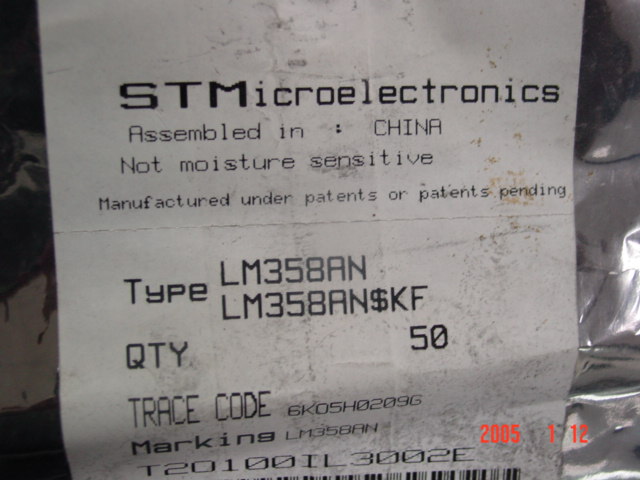 STMicroelectronics
Assembled in : CHINA
Not moisture sensitive
Manufactured under patents or patents pending
Type LM358AN
LM358AN$KF
QTY 50
TRACE CODE 6K05H0209G
Marking LM358AN
T20100IL3002E
2005 1 12